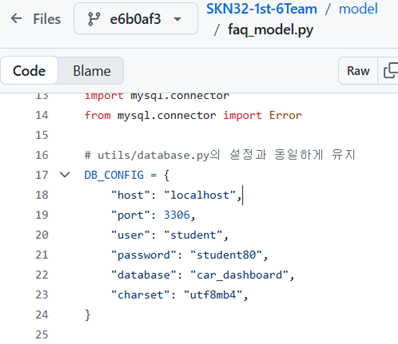 Files
e6b0af3
SKN32-1st-6Team / model
/ faq_model.py
Code
Blame
Raw
13 import mysql.connector
14 from mysql.connector import Error
15
16 # utils/database.py의 설정과 동일하게 유지
17 DB_CONFIG = {
18 "host": "localhost",
19 "port": 3306,
20 "user": "student",
21 "password": "student80",
22 "database": "car_dashboard",
23 "charset": "utf8mb4",
24 }
25